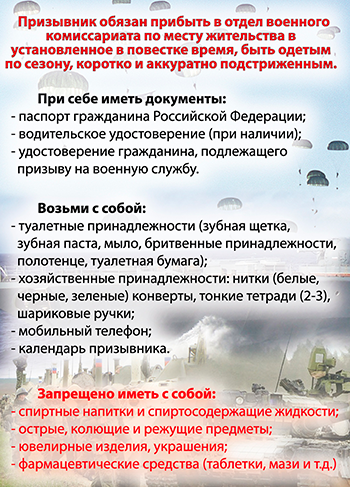 Призывник обязан прибыть в отдел военного
комиссариата по месту жительства в
установленное в повестке время, быть одетым
по сезону, коротко и аккуратно подстриженным.
При себе иметь документы:
- паспорт гражданина Российской Федерации;
- водительское удостоверение (при наличии);
- удостоверение гражданина, подлежащего
призыву на военную службу.
Возьми с собой:
- туалетные принадлежности (зубная щетка,
зубная паста, мыло, бритвенные принадлежности,
полотенце, туалетная бумага);
- хозяйственные принадлежности: нитки (белые,
черные, зеленые) конверты, тонкие тетради (2-3),
шариковые ручки;
- мобильный телефон;
- календарь призывника.
Запрещено иметь с собой:
- спиртные напитки и спиртосодержащие жидкости;
- острые, колющие и режущие предметы;
- ювелирные изделия, украшения;
- фармацевтические средства (таблетки, мази и т.д.)